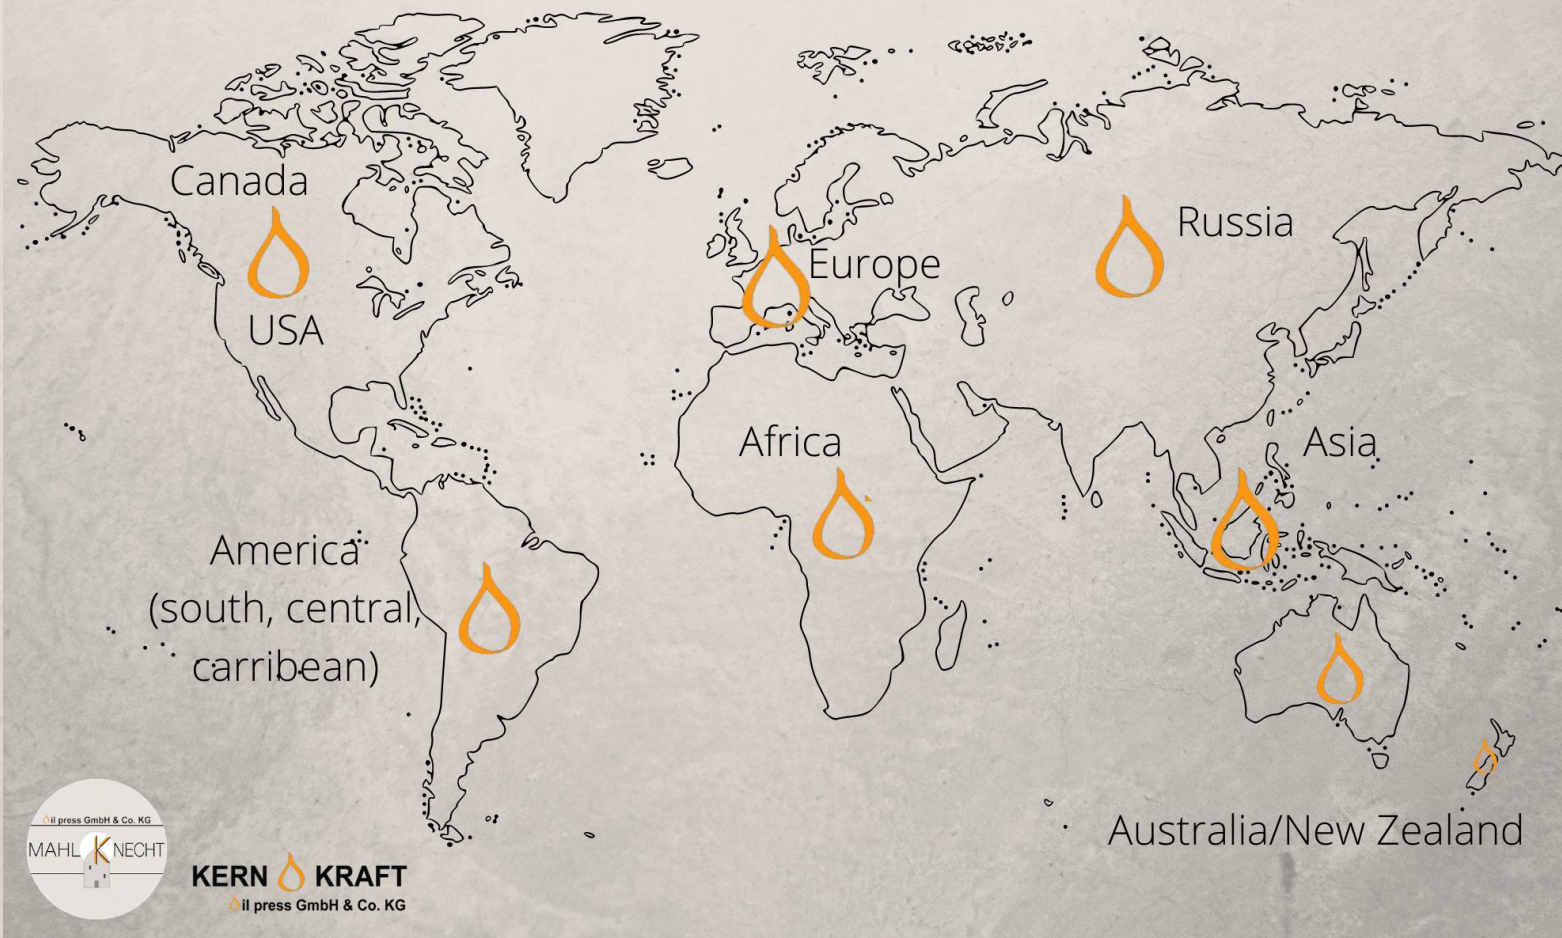 Canada
USA
Europe
Russia
Africa
Asia
America
(south, central,
carribean)
Australia/New Zealand
il press GmbH & Co. KG
MAHL K NECHT
KERN KRAFT
il press GmbH & Co. KG